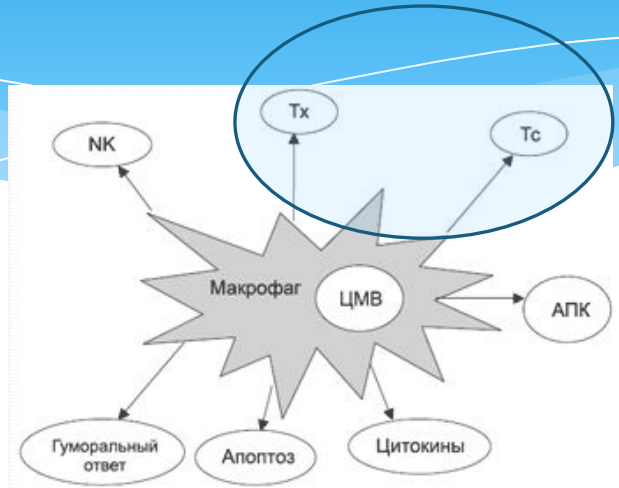 Тх
Тс
NK
Макрофаг
ЦМВ
АПК
Гуморальный
ответ
Апоптоз
Цитокины